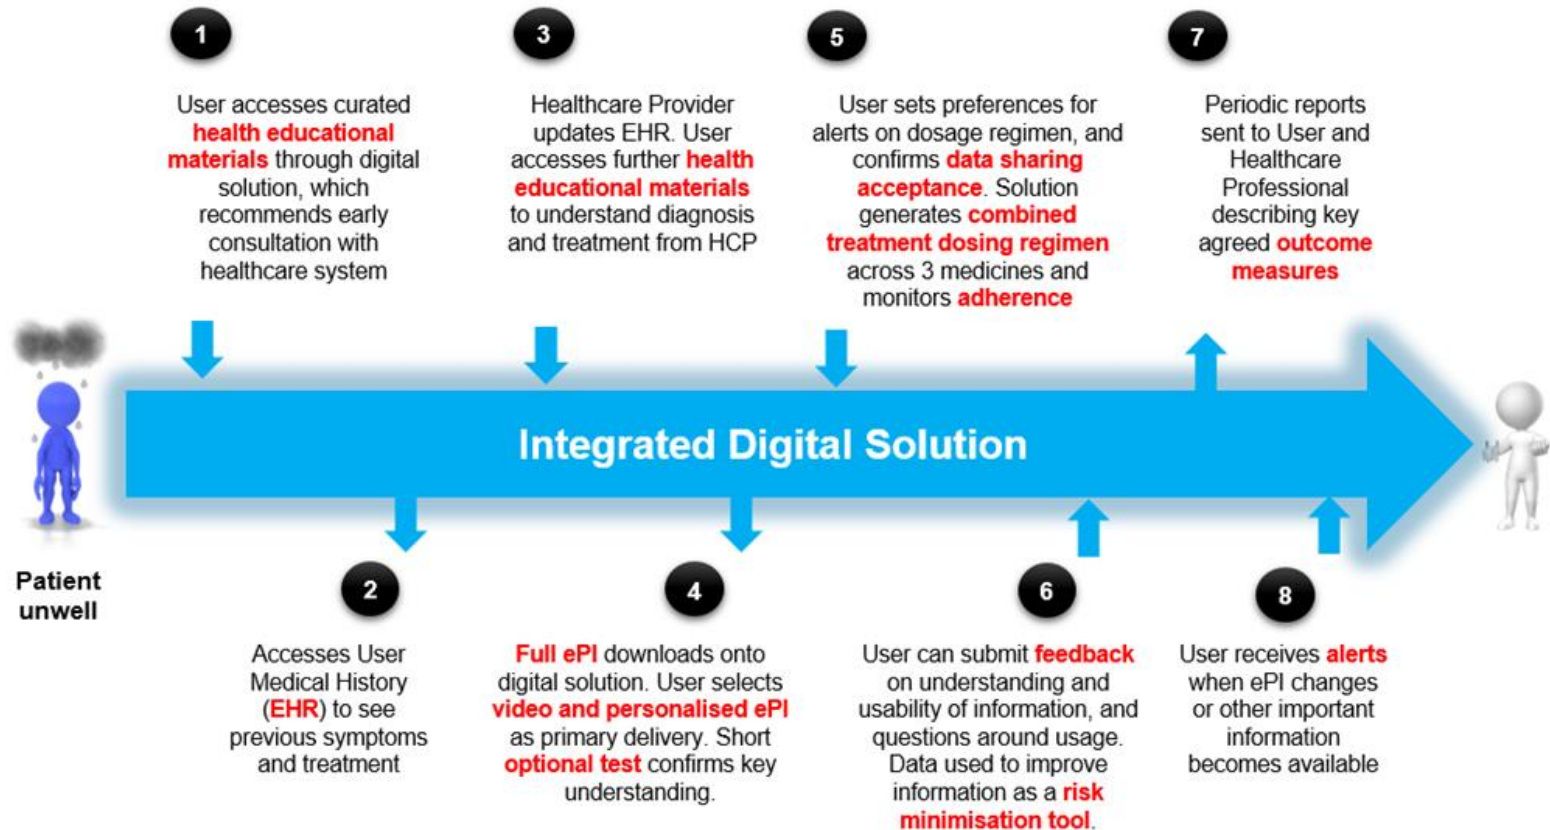 1
User accesses curated
health educational
materials through digital
solution, which
recommends early
consultation with
healthcare system
3
Healthcare Provider
updates EHR. User
accesses further health
educational materials
to understand diagnosis
and treatment from HCP
5
User sets preferences for
alerts on dosage regimen, and
confirms data sharing
acceptance. Solution
generates combined
treatment dosing regimen
across 3 medicines and
monitors adherence
7
Periodic reports
sent to User and
Healthcare
Professional
describing key
agreed outcome
measures
Integrated Digital Solution
Patient
unwell
2
Accesses User
Medical History
(EHR) to see
previous symptoms
and treatment
4
Full ePI downloads onto
digital solution. User selects
video and personalised ePI
as primary delivery. Short
optional test confirms key
understanding.
6
User can submit feedback
on understanding and
usability of information, and
questions around usage.
Data used to improve
information as a risk
minimisation tool.
8
User receives alerts
when ePI changes
or other important
information
becomes available